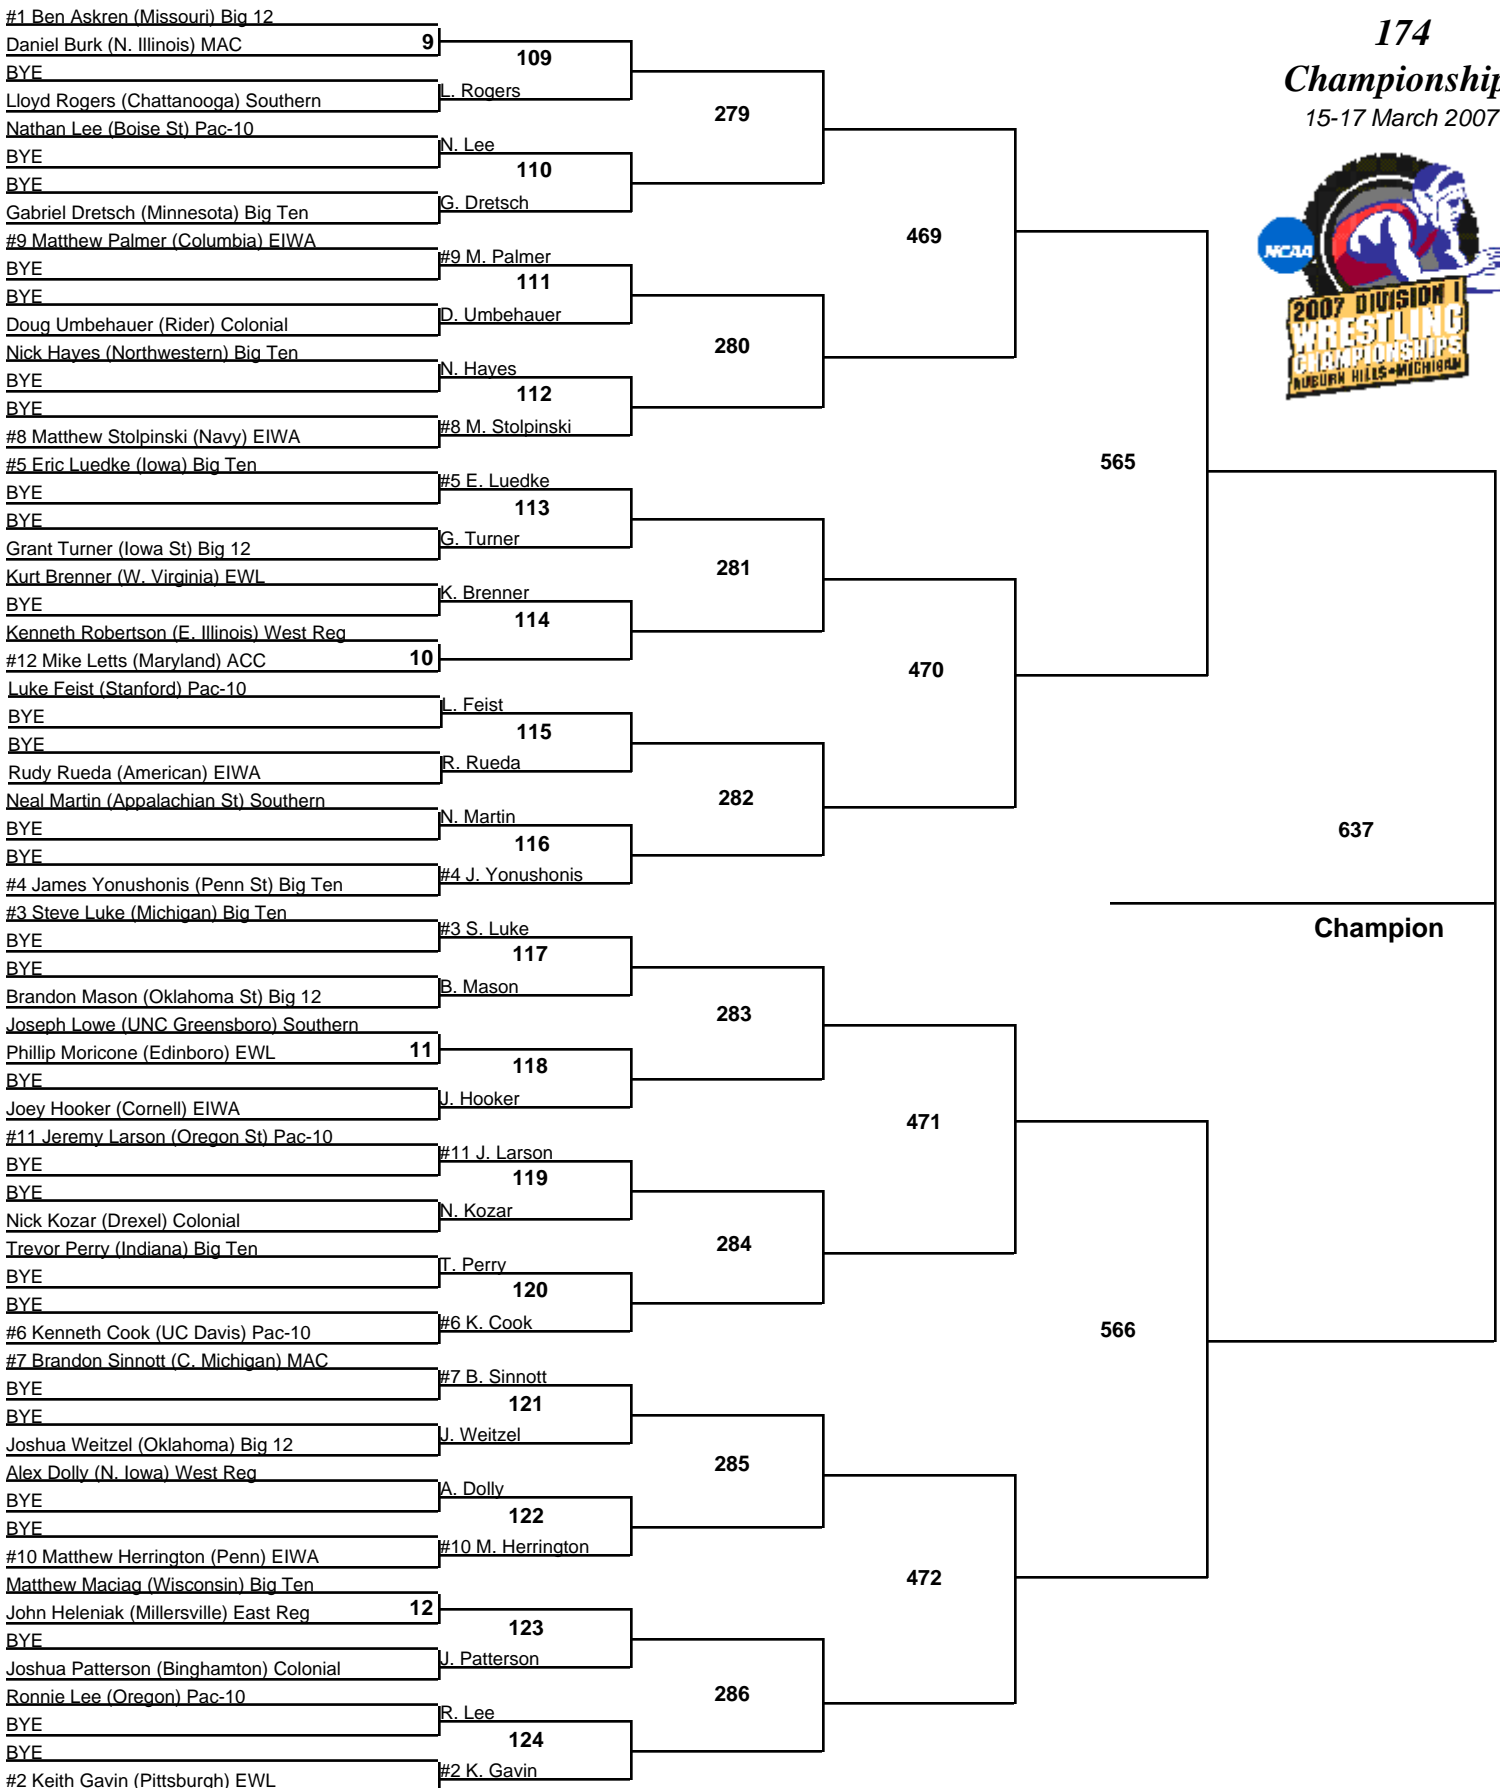 174
Championship
15-17 March 2007
NCAA
2007 DIVISION I
WRESTLING
CHAMPIONSHIPS
AUBURN HILLS•MICHIGAN
#1 Ben Askren (Missouri) Big 12
Daniel Burk (N. Illinois) MAC
9
109
BYE
L. Rogers
Lloyd Rogers (Chattanooga) Southern
279
Nathan Lee (Boise St) Pac-10
N. Lee
BYE
110
BYE
G. Dretsch
Gabriel Dretsch (Minnesota) Big Ten
469
#9 Matthew Palmer (Columbia) EIWA
#9 M. Palmer
BYE
111
BYE
D. Umbehauer
Doug Umbehauer (Rider) Colonial
280
Nick Hayes (Northwestern) Big Ten
N. Hayes
BYE
112
BYE
#8 M. Stolpinski
#8 Matthew Stolpinski (Navy) EIWA
565
#5 Eric Luedke (Iowa) Big Ten
#5 E. Luedke
BYE
113
BYE
G. Turner
Grant Turner (Iowa St) Big 12
281
Kurt Brenner (W. Virginia) EWL
K. Brenner
BYE
114
Kenneth Robertson (E. Illinois) West Reg
#12 Mike Letts (Maryland) ACC
10
470
Luke Feist (Stanford) Pac-10
L. Feist
BYE
115
BYE
R. Rueda
Rudy Rueda (American) EIWA
282
Neal Martin (Appalachian St) Southern
N. Martin
BYE
637
116
BYE
#4 J. Yonushonis
#4 James Yonushonis (Penn St) Big Ten
#3 Steve Luke (Michigan) Big Ten
#3 S. Luke
Champion
BYE
117
BYE
B. Mason
Brandon Mason (Oklahoma St) Big 12
283
Joseph Lowe (UNC Greensboro) Southern
Phillip Moricone (Edinboro) EWL
11
118
BYE
J. Hooker
Joey Hooker (Cornell) EIWA
471
#11 Jeremy Larson (Oregon St) Pac-10
#11 J. Larson
BYE
119
BYE
N. Kozar
Nick Kozar (Drexel) Colonial
284
Trevor Perry (Indiana) Big Ten
T. Perry
BYE
120
BYE
#6 K. Cook
#6 Kenneth Cook (UC Davis) Pac-10
566
#7 Brandon Sinnott (C. Michigan) MAC
#7 B. Sinnott
BYE
121
BYE
J. Weitzel
Joshua Weitzel (Oklahoma) Big 12
285
Alex Dolly (N. Iowa) West Reg
A. Dolly
BYE
122
BYE
#10 M. Herrington
#10 Matthew Herrington (Penn) EIWA
472
Matthew Maciag (Wisconsin) Big Ten
John Heleniak (Millersville) East Reg
12
123
BYE
J. Patterson
Joshua Patterson (Binghamton) Colonial
286
Ronnie Lee (Oregon) Pac-10
R. Lee
BYE
124
BYE
#2 K. Gavin
#2 Keith Gavin (Pittsburgh) EWL